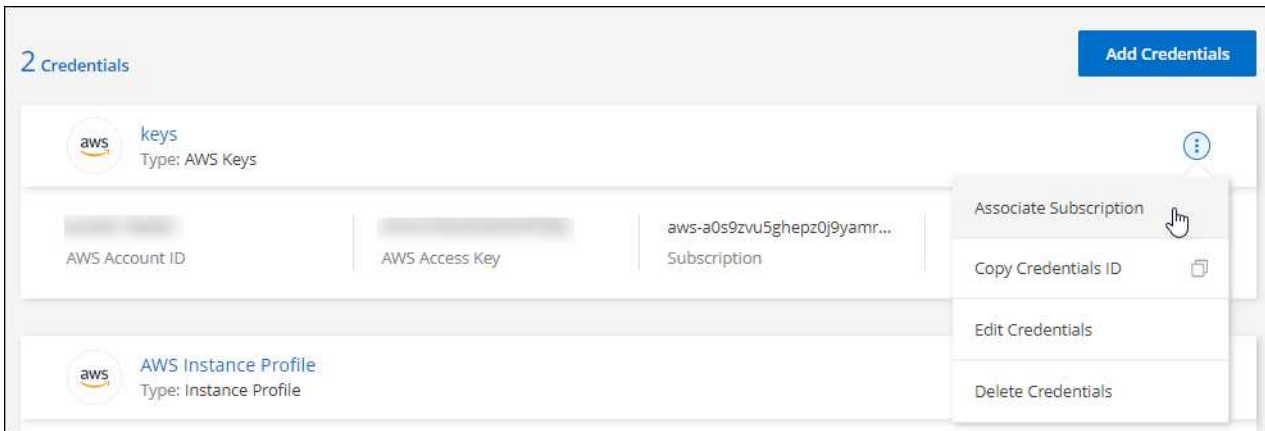 2 Credentials
Add Credentials
aws
keys
Type: AWS Keys
AWS Account ID
AWS Access Key
aws-a0s9zvu5ghepz0j9yamr...
Subscription
Associate Subscription
Copy Credentials ID
Edit Credentials
Delete Credentials
aws
AWS Instance Profile
Type: Instance Profile